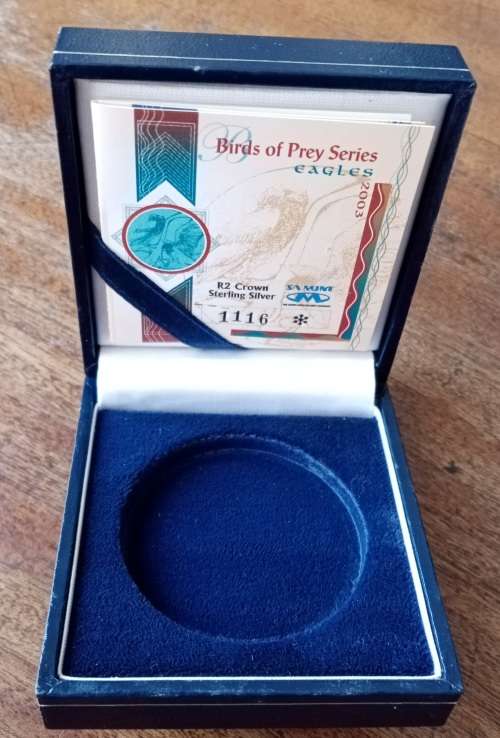 Birds of Prey Series
EAGLES
2003
R2 Crown
Sterling Silver
SA MINT
1116 *